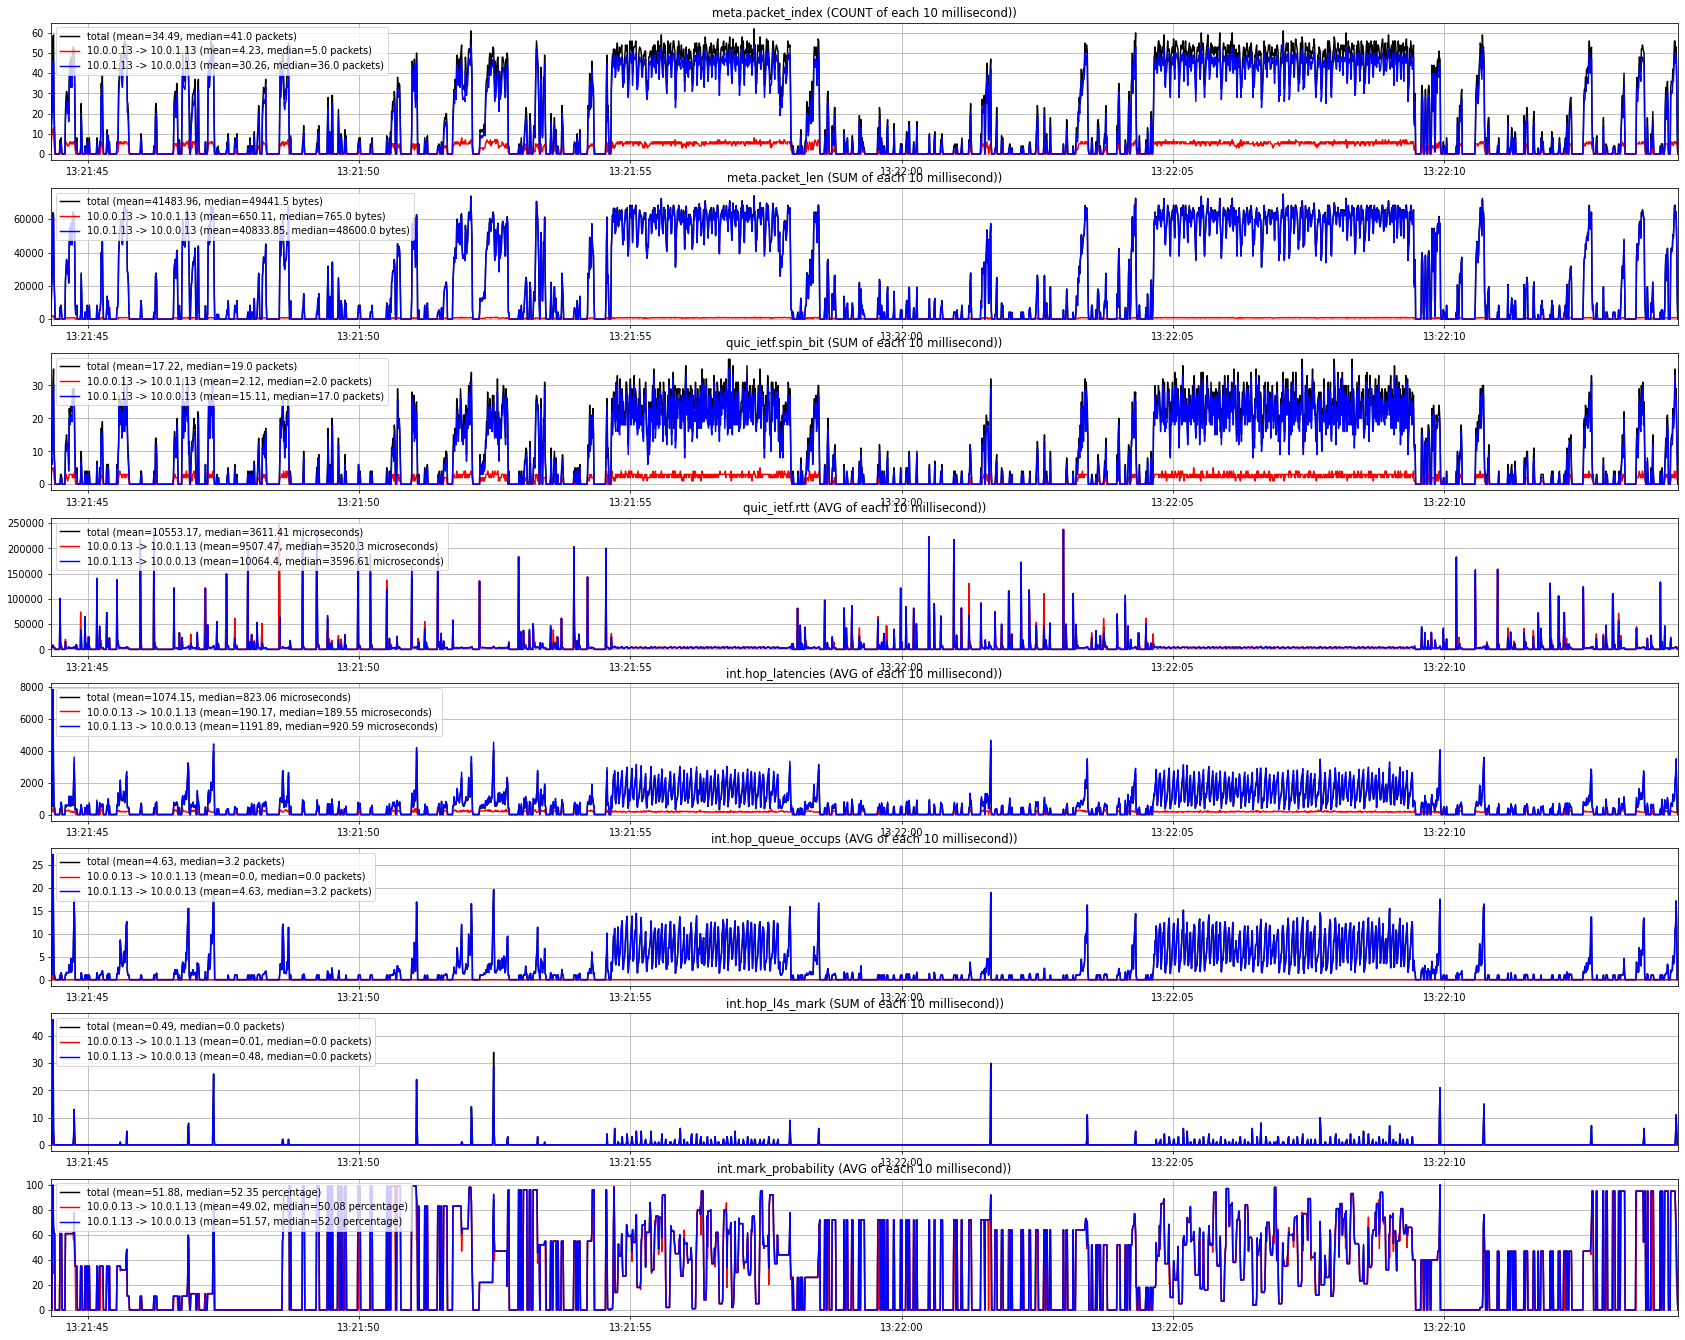 meta.packet_index (COUNT of each 10 millisecond))
60
50
40
30
20
10
0
total (mean=34.49, median=41.0 packets)
10.0.0.13 -> 10.0.1.13 (mean=4.23, median=5.0 packets)
10.0.1.13 -> 10.0.0.13 (mean=30.26, median=36.0 packets)
13:21:45 13:21:50 13:21:55 13:22:00 13:22:05 13:22:10
meta.packet_len (SUM of each 10 millisecond))
60000
40000
20000
0
total (mean=41483.96, median=49441.5 bytes)
10.0.0.13 -> 10.0.1.13 (mean=650.11, median=765.0 bytes)
10.0.1.13 -> 10.0.0.13 (mean=40833.85, median=48600.0 bytes)
13:21:45 13:21:50 13:21:55 13:22:00 13:22:05 13:22:10
quic_ietf.spin_bit (SUM of each 10 millisecond))
30
20
10
0
total (mean=17.22, median=19.0 packets)
10.0.0.13 -> 10.0.1.13 (mean=2.12, median=2.0 packets)
10.0.1.13 -> 10.0.0.13 (mean=15.11, median=17.0 packets)
13:21:45 13:21:50 13:21:55 13:22:00 13:22:05 13:22:10
quic_ietf.rtt (AVG of each 10 millisecond))
250000
200000
150000
100000
50000
0
total (mean=10553.17, median=3611.41 microseconds)
10.0.0.13 -> 10.0.1.13 (mean=9507.47, median=3520.3 microseconds)
10.0.1.13 -> 10.0.0.13 (mean=10064.4, median=3596.61 microseconds)
13:21:45 13:21:50 13:21:55 13:22:00 13:22:05 13:22:10
int.hop_latencies (AVG of each 10 millisecond))
8000
6000
4000
2000
0
total (mean=1074.15, median=823.06 microseconds)
10.0.0.13 -> 10.0.1.13 (mean=190.17, median=189.55 microseconds)
10.0.1.13 -> 10.0.0.13 (mean=1191.89, median=920.59 microseconds)
13:21:45 13:21:50 13:21:55 13:22:00 13:22:05 13:22:10
int.hop_queue_occups (AVG of each 10 millisecond))
25
20
15
10
5
0
total (mean=4.63, median=3.2 packets)
10.0.0.13 -> 10.0.1.13 (mean=0.0, median=0.0 packets)
10.0.1.13 -> 10.0.0.13 (mean=4.63, median=3.2 packets)
13:21:45 13:21:50 13:21:55 13:22:00 13:22:05 13:22:10
int.hop_l4s_mark (SUM of each 10 millisecond))
40
30
20
10
0
total (mean=0.49, median=0.0 packets)
10.0.0.13 -> 10.0.1.13 (mean=0.01, median=0.0 packets)
10.0.1.13 -> 10.0.0.13 (mean=0.48, median=0.0 packets)
13:21:45 13:21:50 13:21:55 13:22:00 13:22:05 13:22:10
int.mark_probability (AVG of each 10 millisecond))
100
80
60
40
20
0
total (mean=51.88, median=52.35 percentage)
10.0.0.13 -> 10.0.1.13 (mean=49.02, median=50.08 percentage)
10.0.1.13 -> 10.0.0.13 (mean=51.57, median=52.0 percentage)
13:21:45 13:21:50 13:21:55 13:22:00 13:22:05 13:22:10